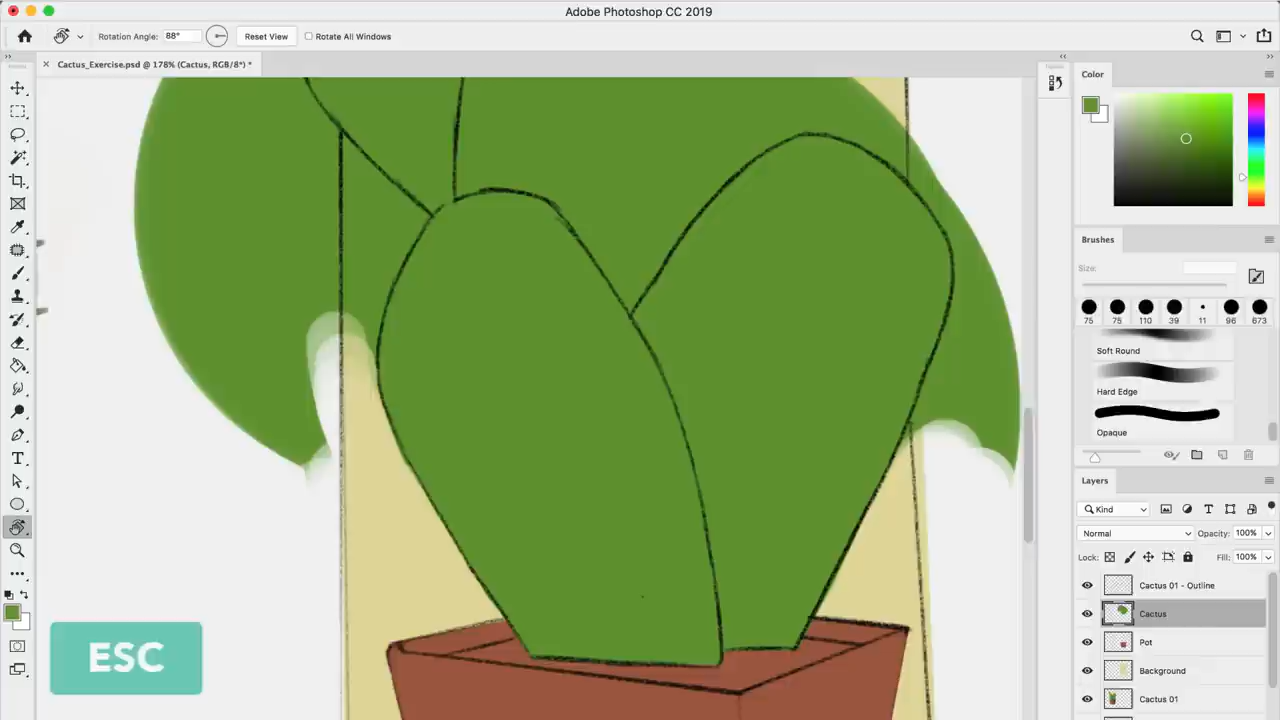 Adobe Photoshop CC 2019
Rotation Angle: 88° Reset View Rotate All Windows
Cactus_Exercise.psd @ 178% (Cactus, RGB/8*) *
Color
Brushes
Size:
75 75 110 39 11 96 673
Soft Round
Hard Edge
Opaque
Layers
Kind
Normal Opacity: 100%
Lock: Fill: 100%
Cactus 01 - Outline
Cactus
Pot
Background
Cactus 01
ESC